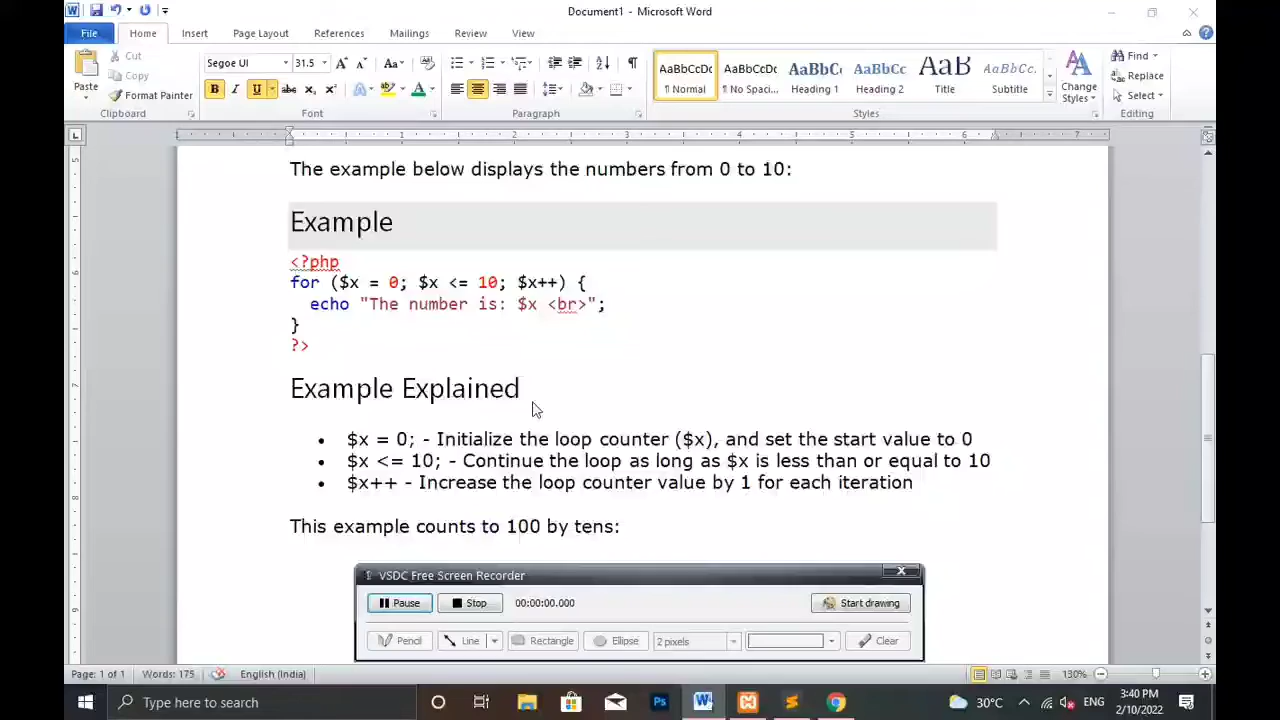 Document1 - Microsoft Word
File Home Insert Page Layout References Mailings Review View
Paste
Cut
Copy
Format Painter
Clipboard
Segoe UI 31.5
Font
Paragraph
AaBbCcDc AaBbCcDc AaBbC( AaBbCc AaB AaBbCc.
¶ Normal ¶ No Spaci... Heading 1 Heading 2 Title Subtitle
Change Styles
Styles
Find
Replace
Select
Editing
The example below displays the numbers from 0 to 10:
Example
<?php
for ($x = 0; $x <= 10; $x++) {
echo "The number is: $x <br>";
}
?>
Example Explained
• $x = 0; - Initialize the loop counter ($x), and set the start value to 0
• $x <= 10; - Continue the loop as long as $x is less than or equal to 10
• $x++ - Increase the loop counter value by 1 for each iteration
This example counts to 100 by tens:
VSDC Free Screen Recorder
Pause Stop 00:00:00.000 Start drawing
Pencil Line Rectangle Ellipse 2 pixels Clear
Page: 1 of 1 Words: 175 English (India) 130%
Type here to search
30°C ENG
3:40 PM
2/10/2022